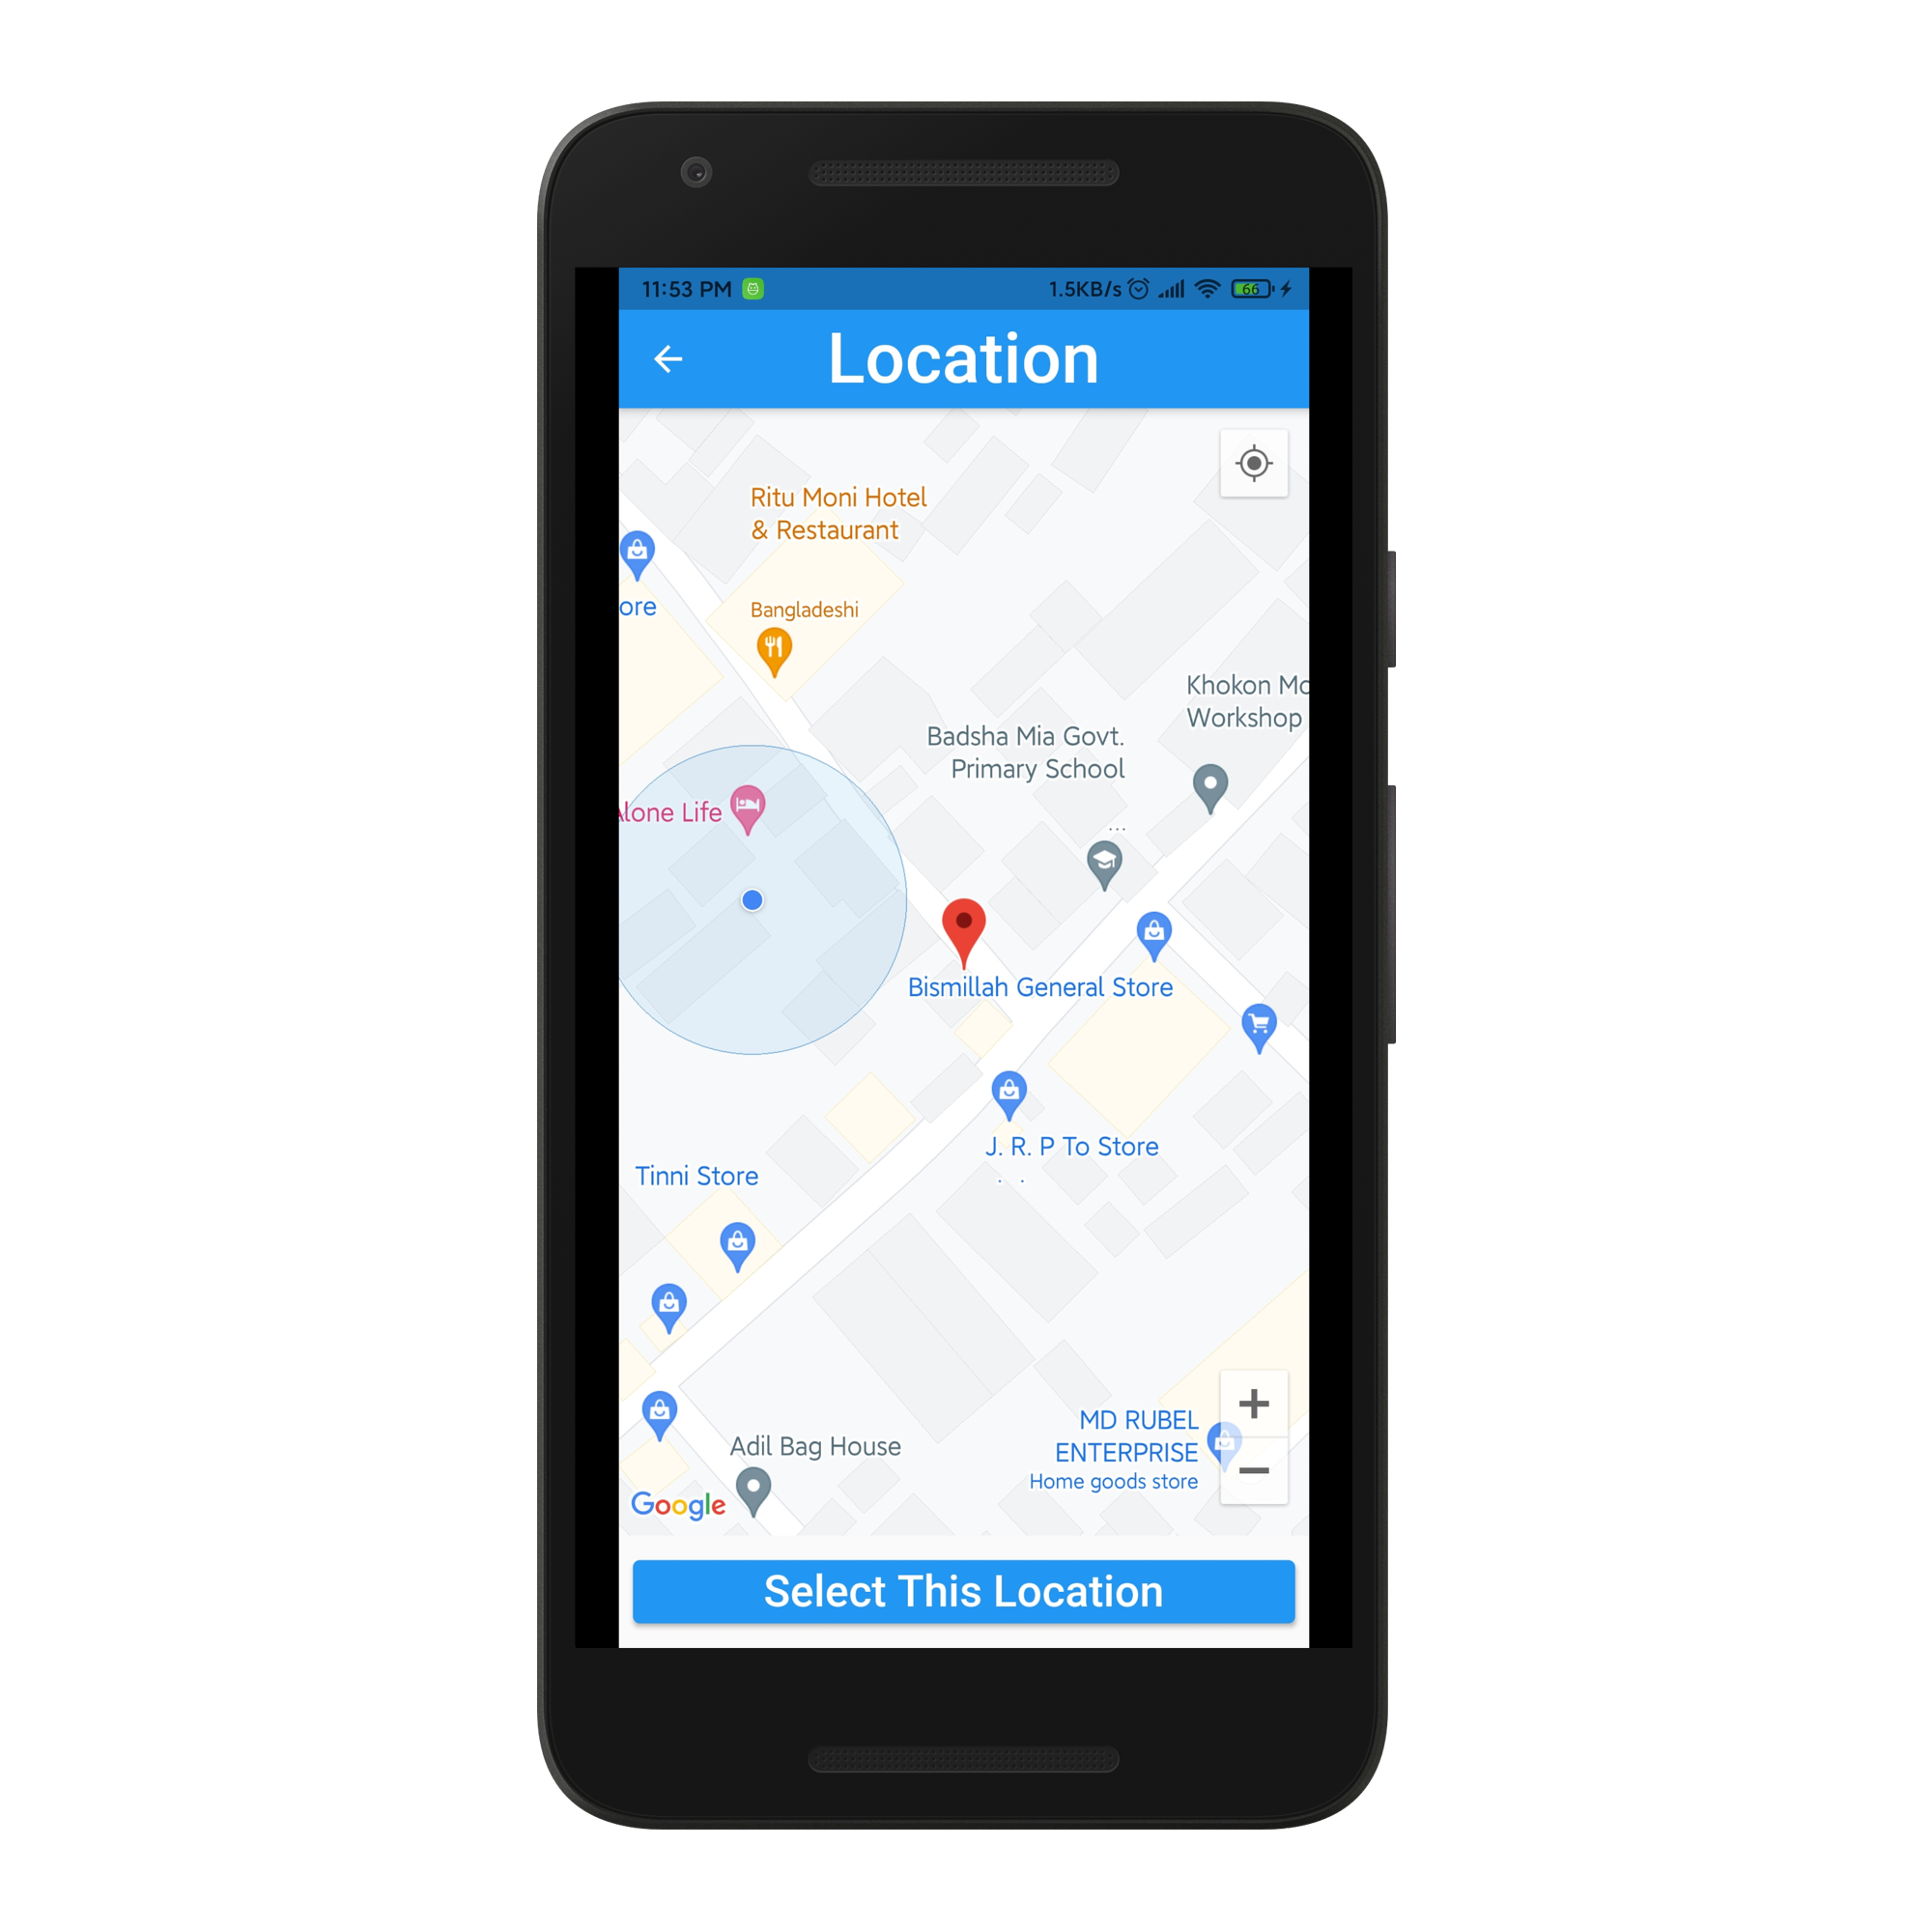 11:53 PM
1.5KB/s
66
Location
Ritu Moni Hotel
& Restaurant
ore
Bangladeshi
Khokon Mo
Workshop
Badsha Mia Govt.
Primary School
...
Alone Life
Bismillah General Store
J. R. P To Store
Tinni Store
MD RUBEL
ENTERPRISE
Home goods store
Adil Bag House
Google
Select This Location